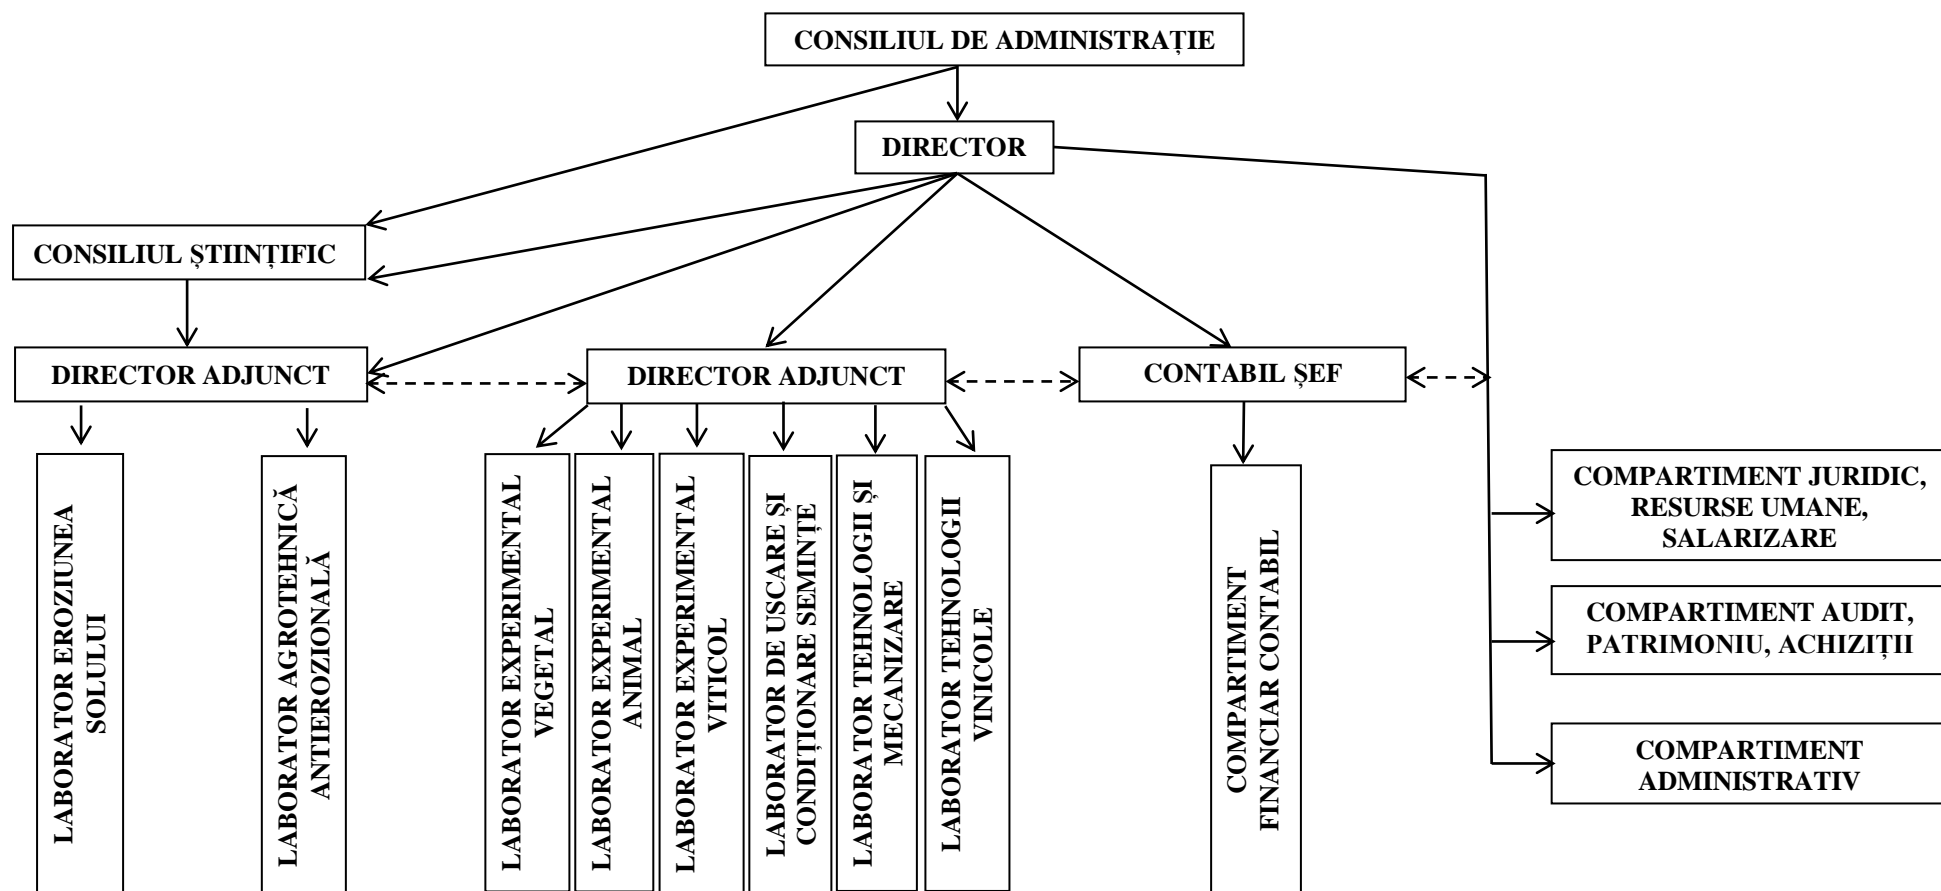 CONSILIUL DE ADMINISTRAȚIE
DIRECTOR
CONSILIUL ȘTIINȚIFIC
DIRECTOR ADJUNCT
DIRECTOR ADJUNCT
CONTABIL ȘEF
LABORATOR EROZIUNEA
SOLULUI
LABORATOR AGROTEHNICĂ
ANTIEROZIONALĂ
LABORATOR EXPERIMENTAL
VEGETAL
LABORATOR EXPERIMENTAL
ANIMAL
LABORATOR EXPERIMENTAL
VITICOL
LABORATOR DE USCARE ȘI
CONDIȚIONARE SEMINȚE
LABORATOR TEHNOLOGII ȘI
MECANIZARE
LABORATOR TEHNOLOGII
VINICOLE
COMPARTIMENT
FINANCIAR CONTABIL
COMPARTIMENT JURIDIC,
RESURSE UMANE,
SALARIZARE
COMPARTIMENT AUDIT,
PATRIMONIU, ACHIZIȚII
COMPARTIMENT
ADMINISTRATIV